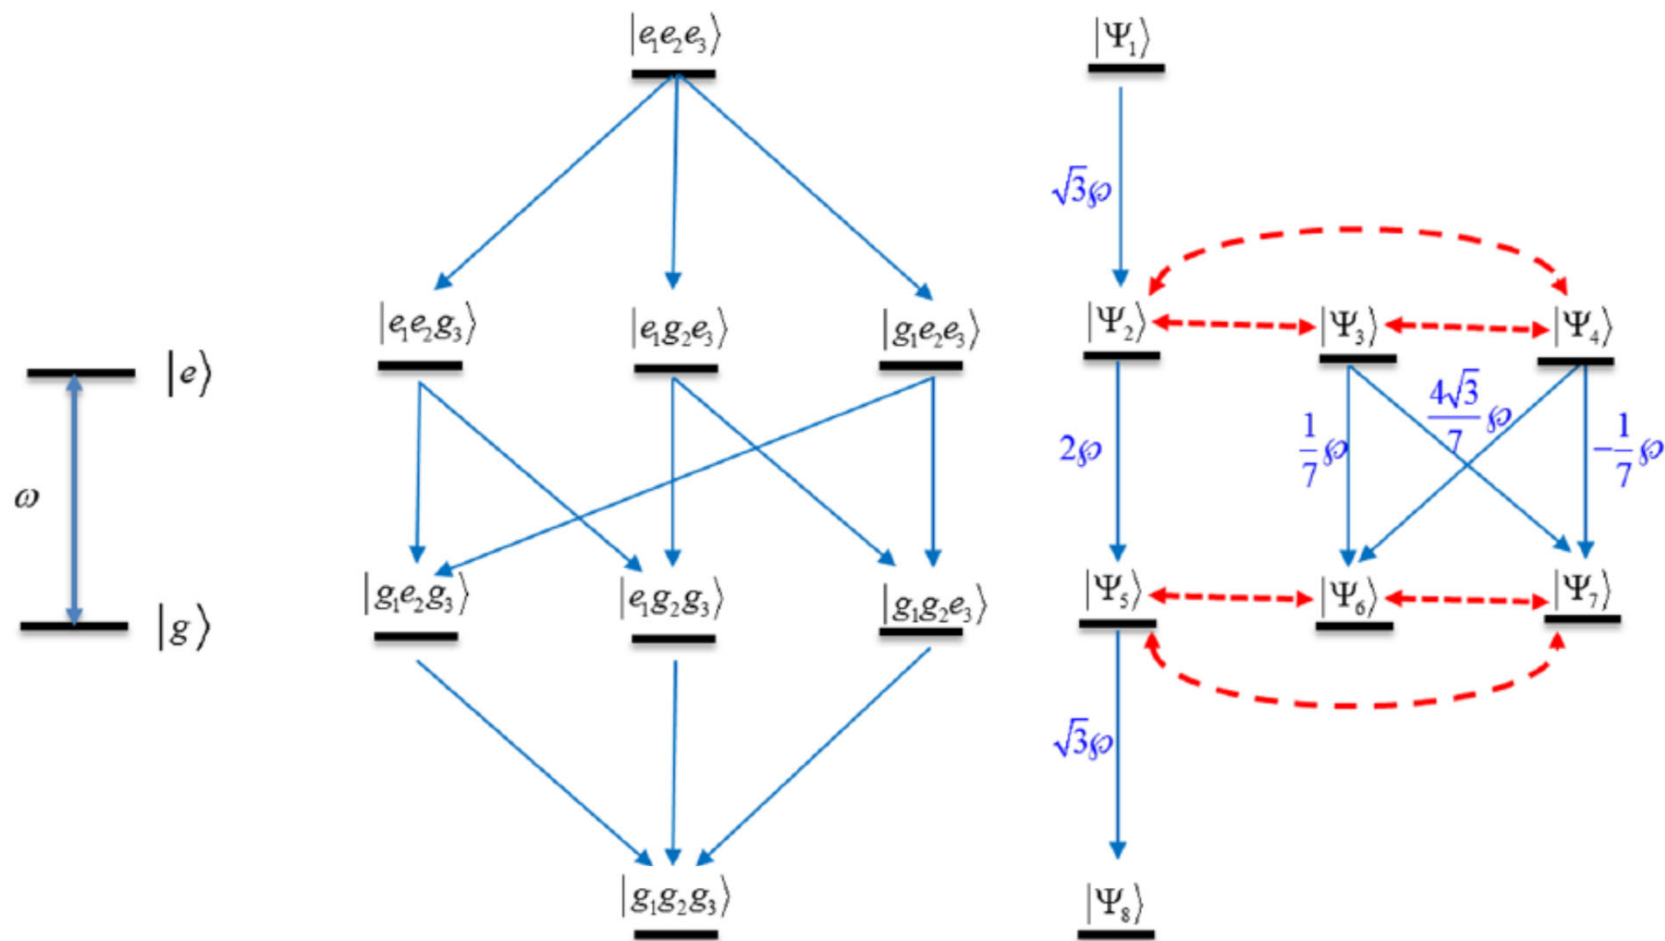 |e₁e₂e₃⟩
|Ψ₁⟩
√3℘
|e₁e₂g₃⟩
|e₁g₂e₃⟩
|g₁e₂e₃⟩
|Ψ₂⟩
|Ψ₃⟩
|Ψ₄⟩
|e⟩
ω
|g⟩
2℘
1/7 ℘
4√3/7 ℘
−1/7 ℘
|g₁e₂g₃⟩
|e₁g₂g₃⟩
|g₁g₂e₃⟩
|Ψ₅⟩
|Ψ₆⟩
|Ψ₇⟩
√3℘
|g₁g₂g₃⟩
|Ψ₈⟩